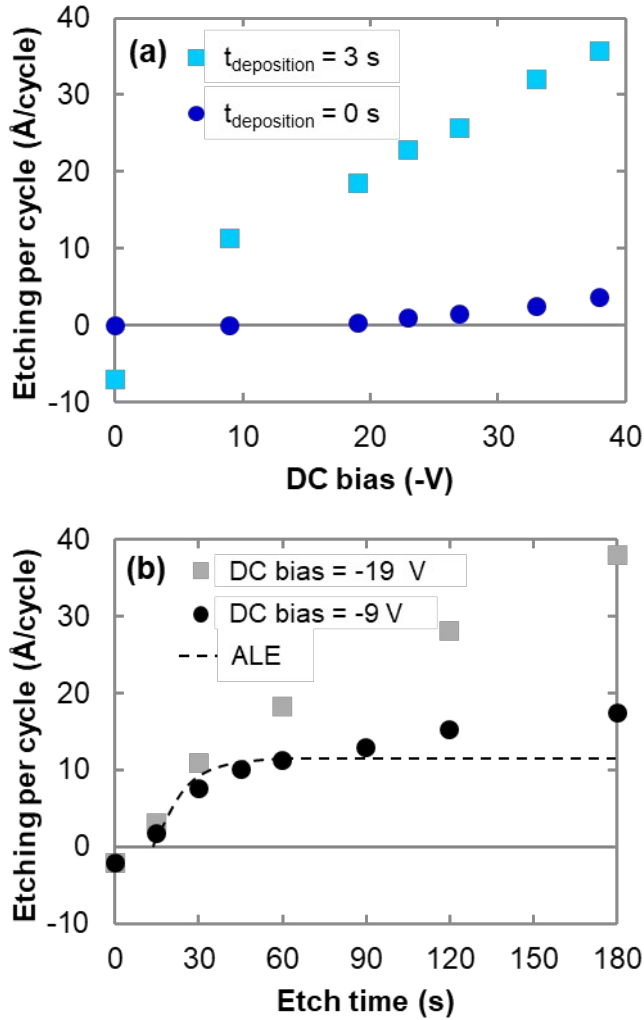 (a)
t_deposition = 3 s
t_deposition = 0 s
Etching per cycle (Å/cycle)
40
30
20
10
0
-10
0 10 20 30 40
DC bias (-V)
(b)
DC bias = -19 V
DC bias = -9 V
ALE
Etching per cycle (Å/cycle)
40
30
20
10
0
-10
0 30 60 90 120 150 180
Etch time (s)